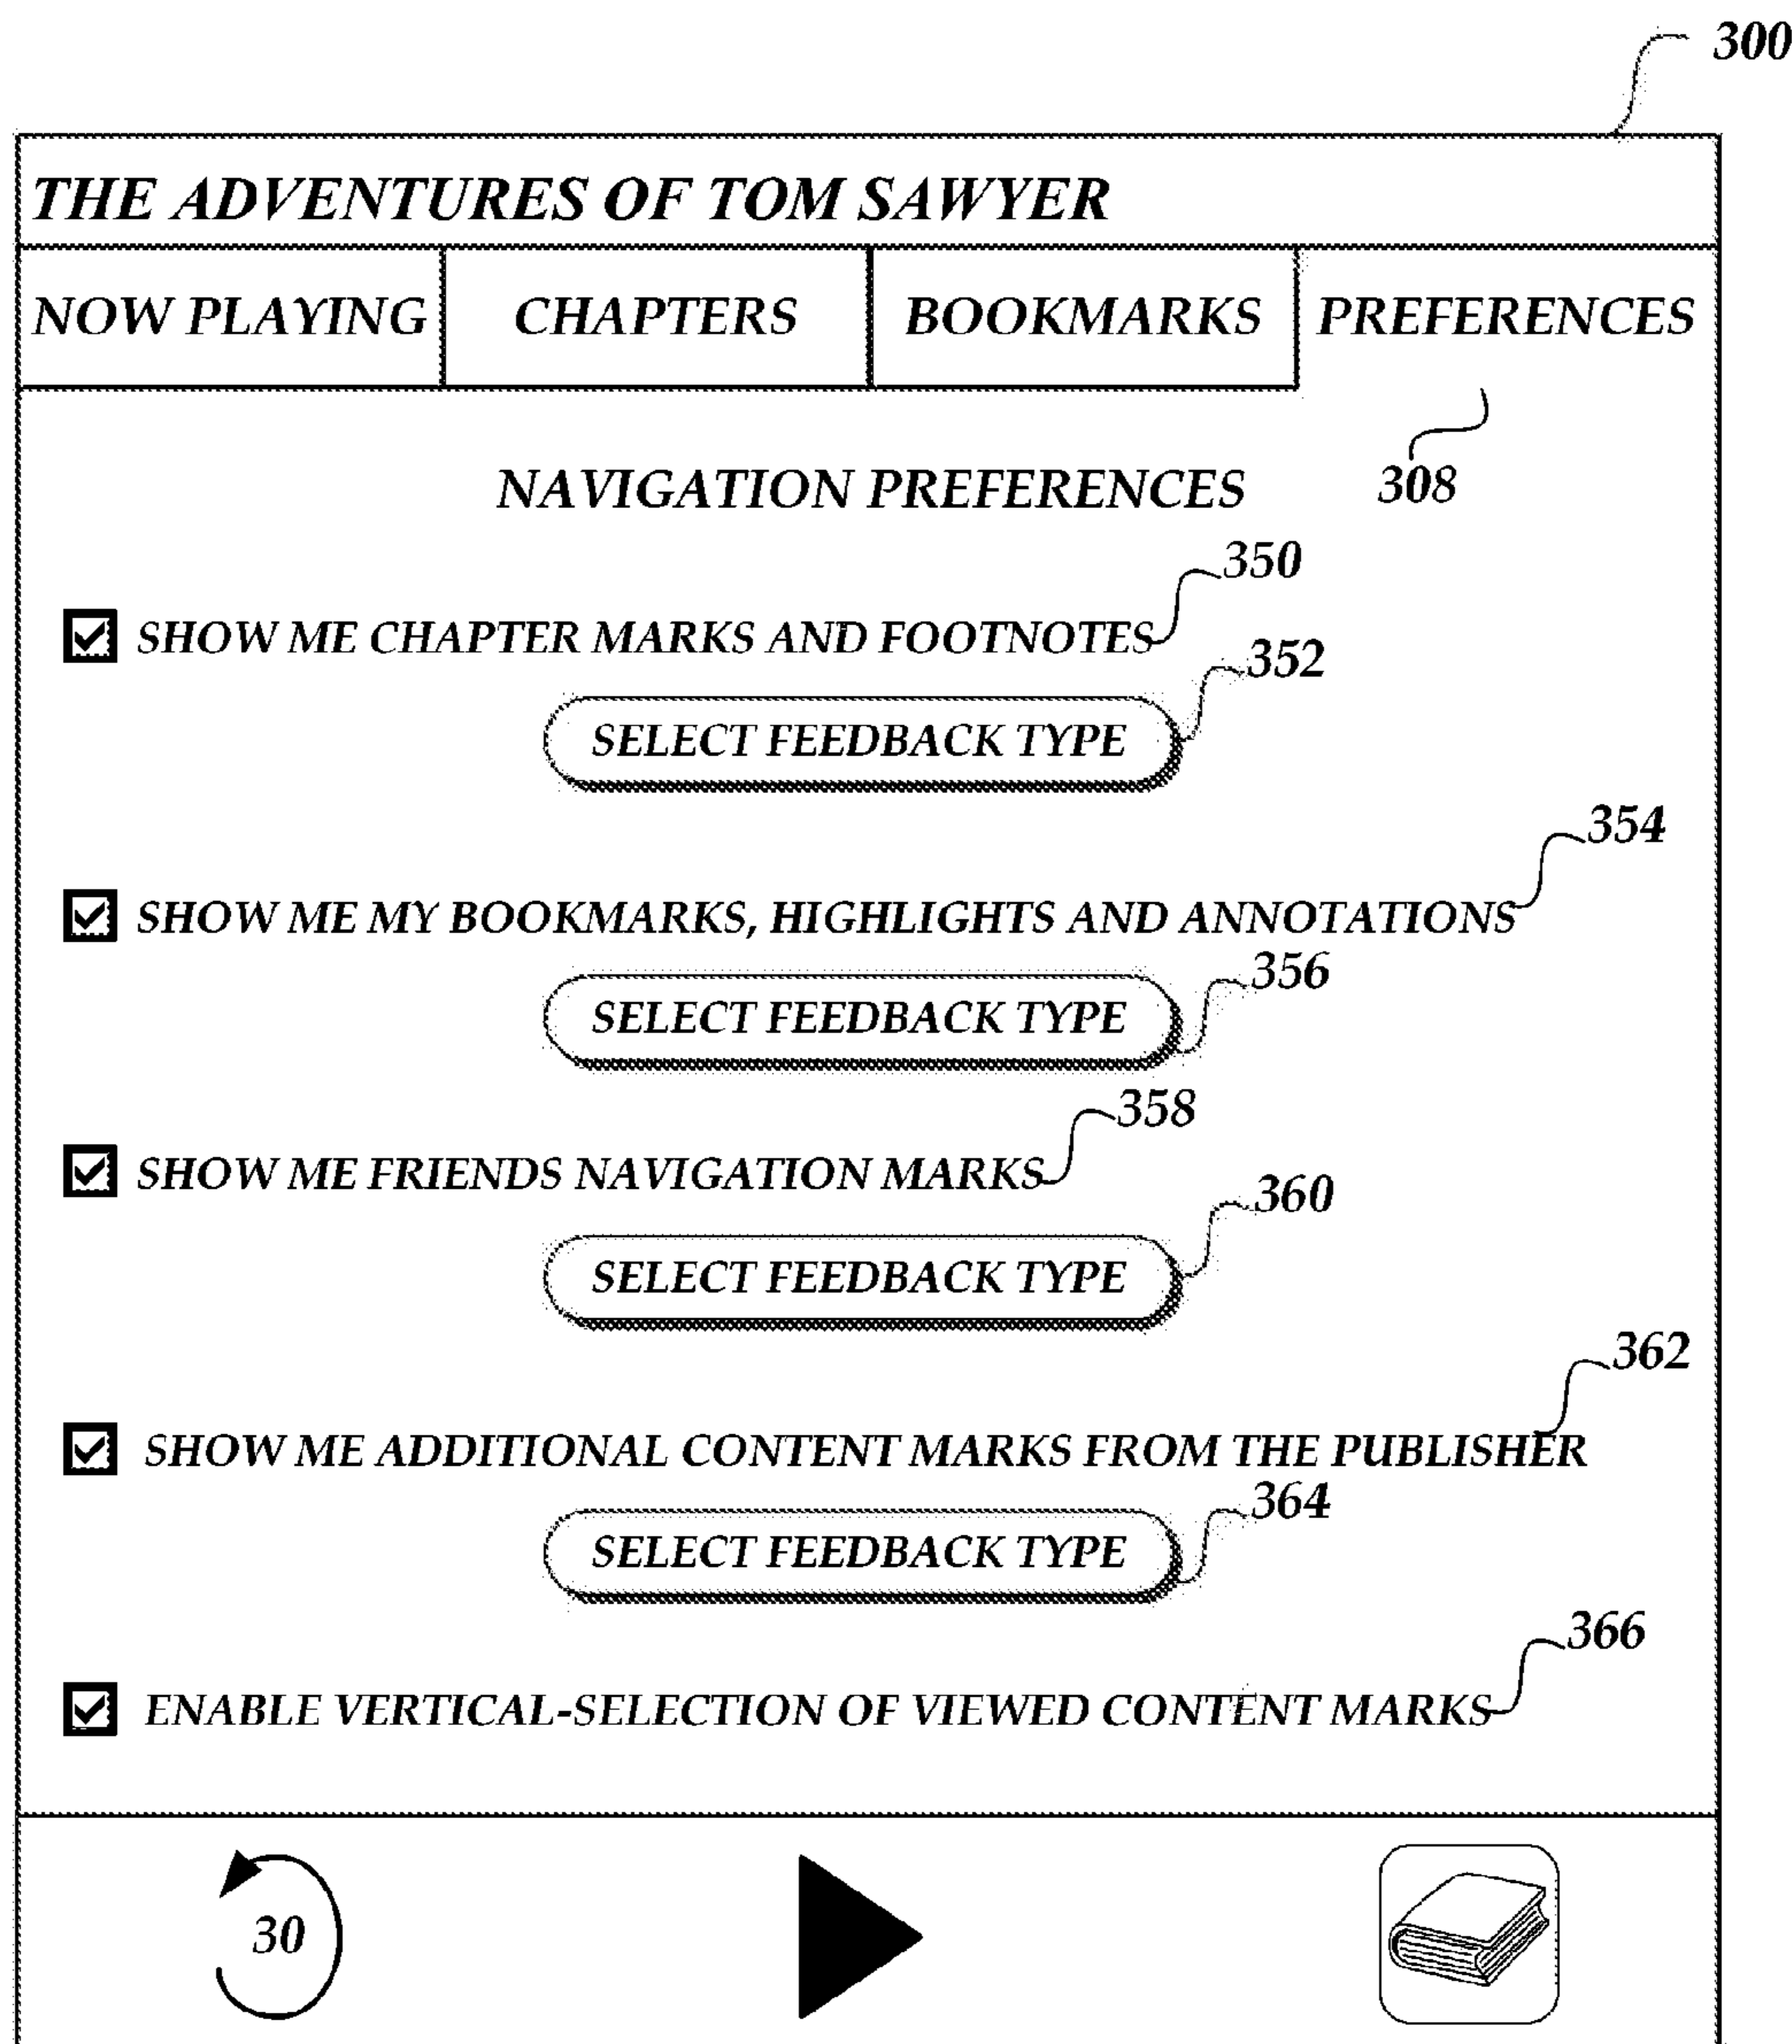 300
THE ADVENTURES OF TOM SAWYER
NOW PLAYING CHAPTERS BOOKMARKS PREFERENCES
308
NAVIGATION PREFERENCES
350
SHOW ME CHAPTER MARKS AND FOOTNOTES
352
SELECT FEEDBACK TYPE
354
SHOW ME MY BOOKMARKS, HIGHLIGHTS AND ANNOTATIONS
356
SELECT FEEDBACK TYPE
358
SHOW ME FRIENDS NAVIGATION MARKS
360
SELECT FEEDBACK TYPE
362
SHOW ME ADDITIONAL CONTENT MARKS FROM THE PUBLISHER
364
SELECT FEEDBACK TYPE
366
ENABLE VERTICAL-SELECTION OF VIEWED CONTENT MARKS
30